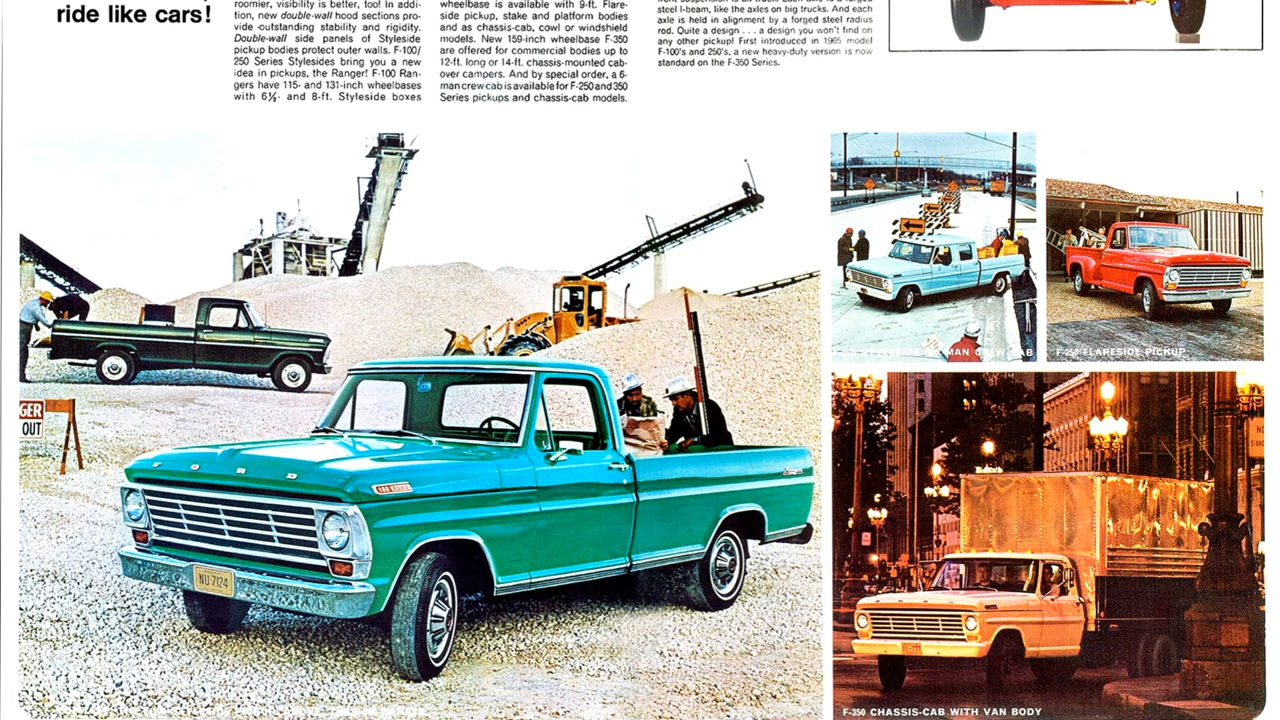 ride like cars!
roomier, visibility is better, too! In addi-
tion, new double-wall hood sections pro-
vide outstanding stability and rigidity.
Double-wall side panels of Styleside
pickup bodies protect outer walls. F-100/
250 Series Stylesides bring you a new
idea in pickups, the Ranger! F-100 Ran-
gers have 115- and 131-inch wheelbases
with 6½- and 8-ft. Styleside boxes
wheelbase is available with 9-ft. Flare-
side pickup, stake and platform bodies
and as chassis-cab, cowl or windshield
models. New 159-inch wheelbase F-350
are offered for commercial bodies up to
12-ft. long or 14-ft. chassis-mounted cab-
over campers. And by special order, a 6-
man crew cab is available for F-250 and 350
Series pickups and chassis-cab models.
steel I-beam, like the axles on big trucks. And each
axle is held in alignment by a forged steel radius
rod. Quite a design . . . a design you won't find on
any other pickup! First introduced in 1965 model
F-100's and 250's, a new heavy-duty version is now
standard on the F-350 Series.
GER
OUT
FORD
NU 7124
MAN CREW CAB
F-250 FLARESIDE PICKUP
F-350 CHASSIS-CAB WITH VAN BODY